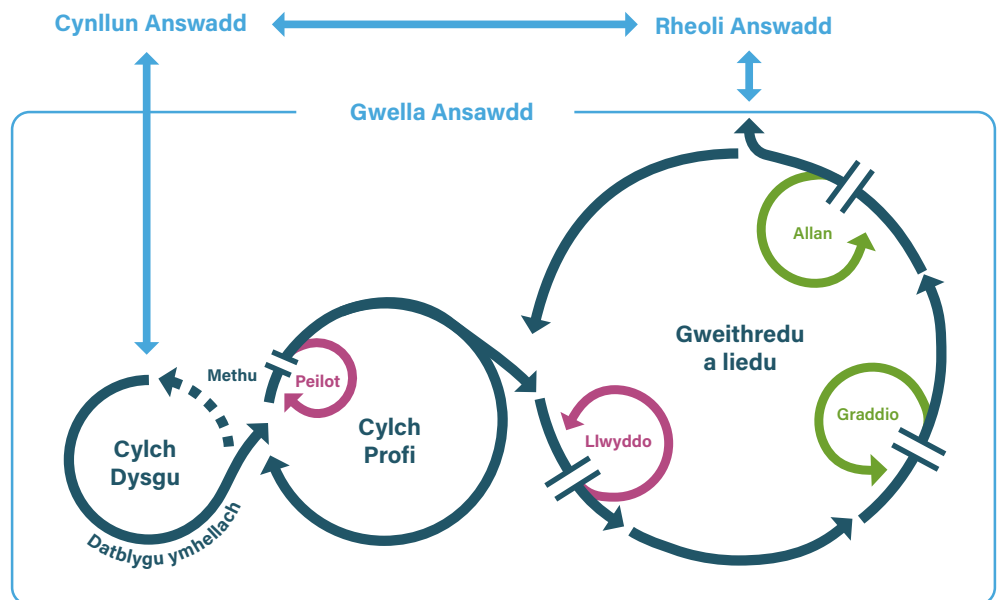 Cynllun Answadd
Rheoli Answadd
Gwella Ansawdd
Allan
Methu
Peilot
Gweithredu
a liedu
Cylch
Dysgu
Cylch
Profi
Llwyddo
Graddio
Datblygu ymhellach